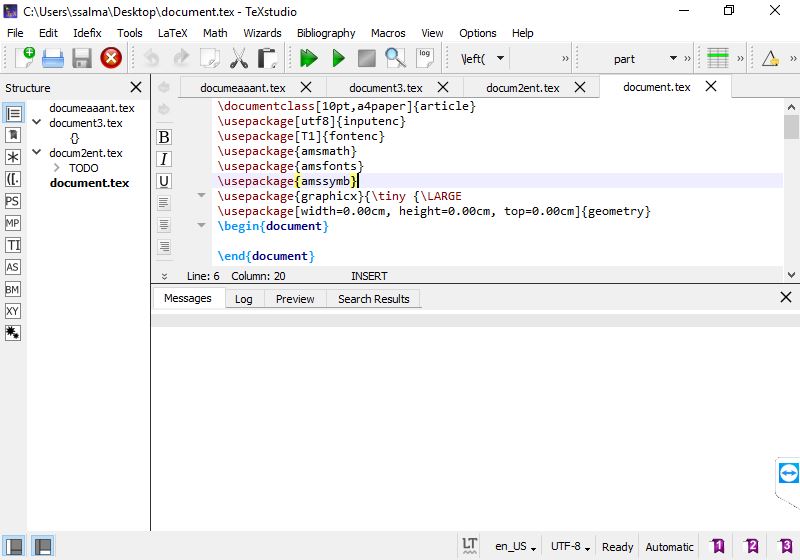 C:\Users\ssalma\Desktop\document.tex - TeXstudio
File Edit Idefix Tools LaTeX Math Wizards Bibliography Macros View Options Help
log \left( » part » »
Structure
documeaaant.tex document3.tex docum2ent.tex document.tex
documeaaant.tex
document3.tex
{}
docum2ent.tex
TODO
document.tex
\documentclass[10pt,a4paper]{article}
\usepackage[utf8]{inputenc}
\usepackage[T1]{fontenc}
\usepackage{amsmath}
\usepackage{amsfonts}
\usepackage{amssymb}
\usepackage{graphicx}{\tiny {\LARGE
\usepackage[width=0.00cm, height=0.00cm, top=0.00cm]{geometry}
\begin{document}
\end{document}
B
I
U
([.
PS
MP
TI
AS
BM
XY
Line: 6 Column: 20 INSERT
Messages Log Preview Search Results
LT en_US UTF-8 Ready Automatic 1 2 3